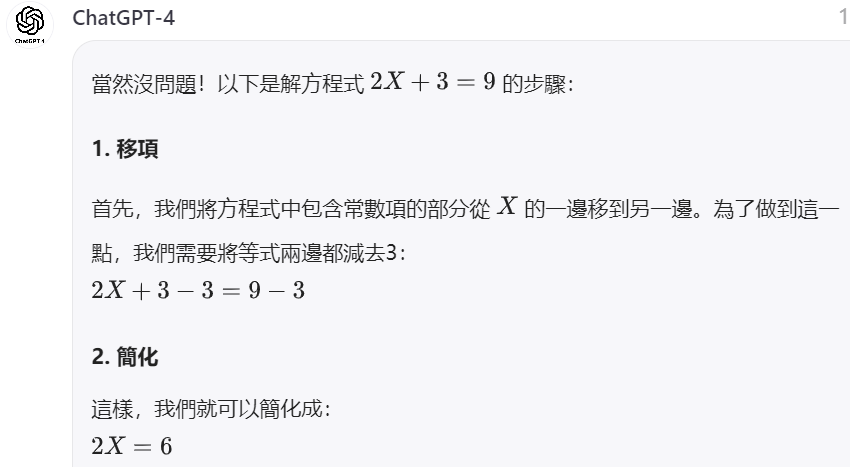 ChatGPT-4
1
ChatGPT 4
當然沒問題！以下是解方程式 2X + 3 = 9 的步驟：
1. 移項
首先，我們將方程式中包含常數項的部分從 X 的一邊移到另一邊。為了做到這一
點，我們需要將等式兩邊都減去3：
2X + 3 − 3 = 9 − 3
2. 簡化
這樣，我們就可以簡化成：
2X = 6